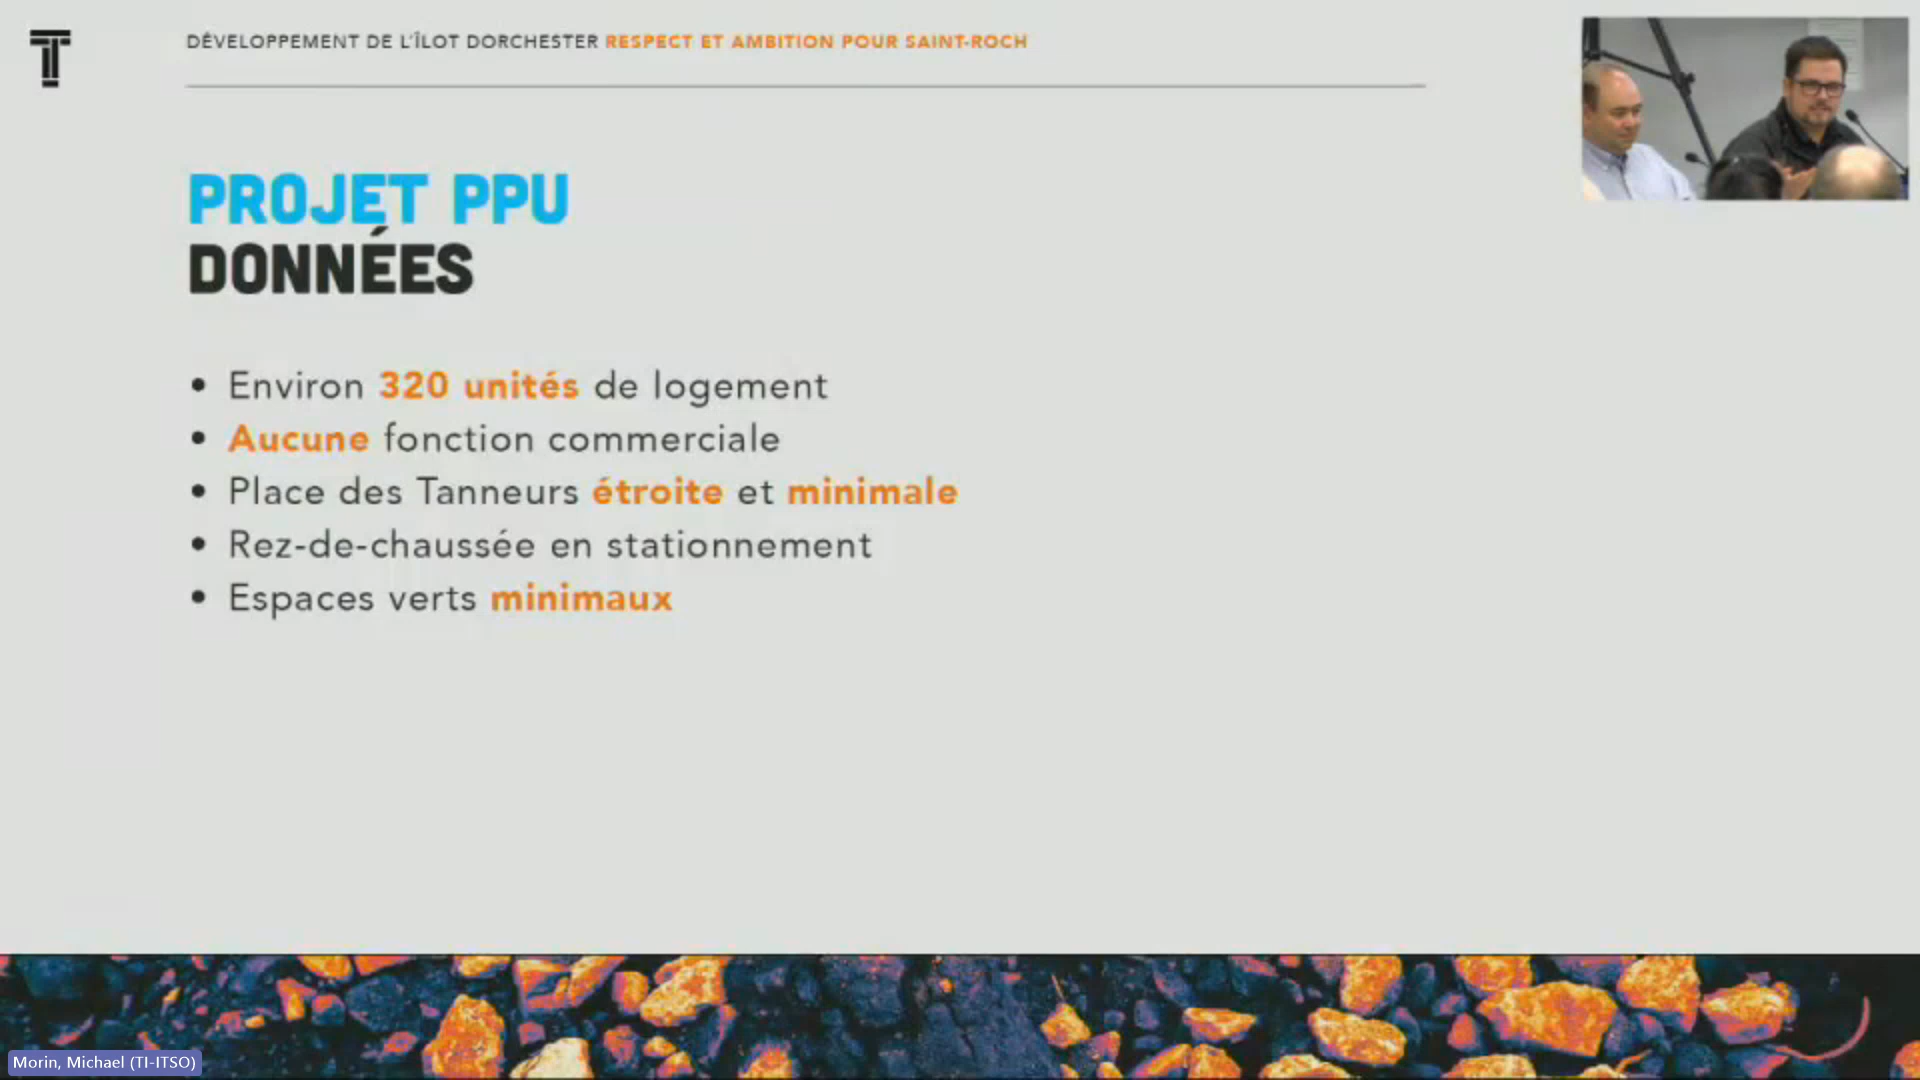 DÉVELOPPEMENT DE L'ÎLOT DORCHESTER RESPECT ET AMBITION POUR SAINT-ROCH
PROJET PPU
DONNÉES
• Environ 320 unités de logement
• Aucune fonction commerciale
• Place des Tanneurs étroite et minimale
• Rez-de-chaussée en stationnement
• Espaces verts minimaux
Morin, Michael (TI-ITSO)